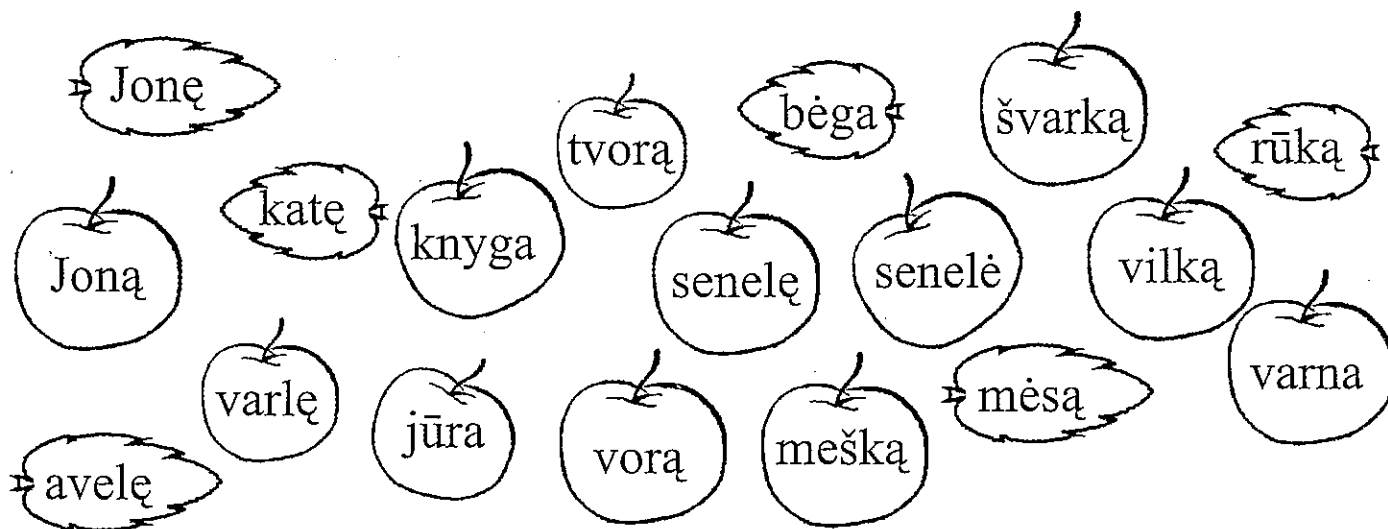 Jonę
bėga
švarką
tvorą
rūką
katę
knyga
Joną
senelę
senelė
vilką
varna
varlę
jūra
vorą
mešką
mėsą
avelę